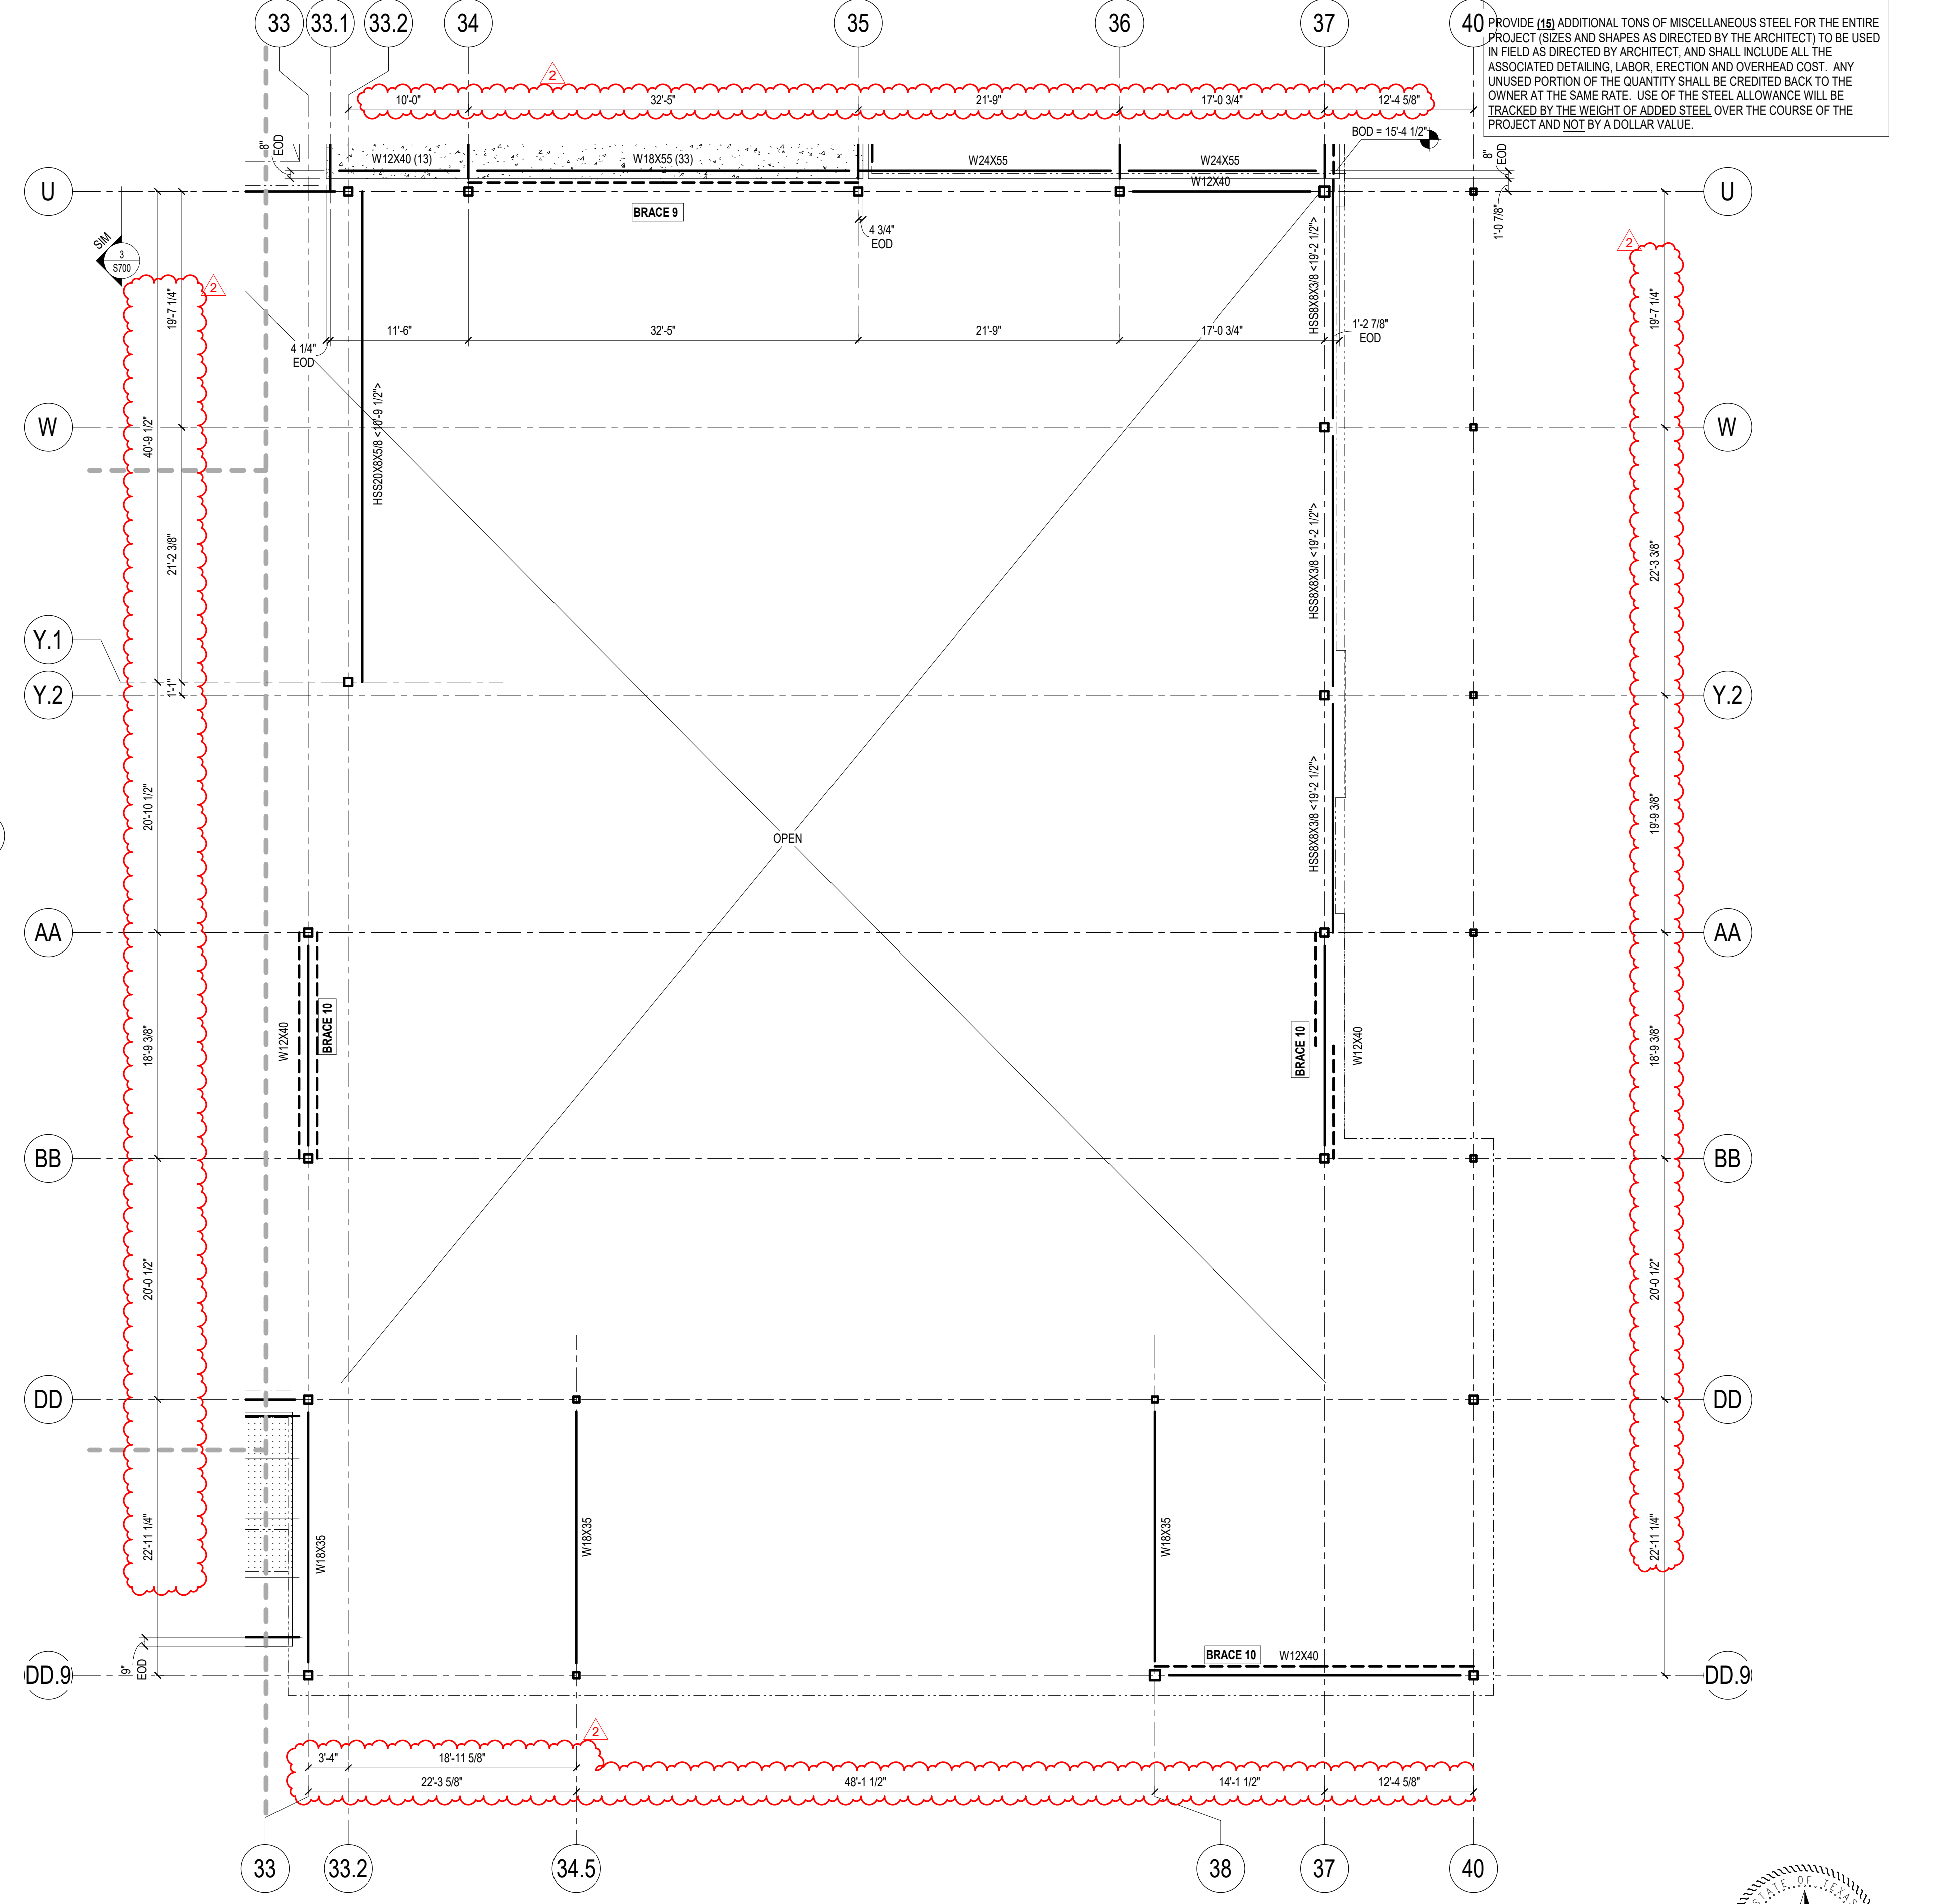 33
33.1
33.2
34
35
36
37
40
PROVIDE (15) ADDITIONAL TONS OF MISCELLANEOUS STEEL FOR THE ENTIRE
PROJECT (SIZES AND SHAPES AS DIRECTED BY THE ARCHITECT) TO BE USED
IN FIELD AS DIRECTED BY ARCHITECT, AND SHALL INCLUDE ALL THE
ASSOCIATED DETAILING, LABOR, ERECTION AND OVERHEAD COST. ANY
UNUSED PORTION OF THE QUANTITY SHALL BE CREDITED BACK TO THE
OWNER AT THE SAME RATE. USE OF THE STEEL ALLOWANCE WILL BE
TRACKED BY THE WEIGHT OF ADDED STEEL OVER THE COURSE OF THE
PROJECT AND NOT BY A DOLLAR VALUE.
2
10'-0"
32'-5"
21'-9"
17'-0 3/4"
12'-4 5/8"
BOD = 15'-4 1/2"
8"
EOD
W12X40 (13)
W18X55 (33)
W24X55
W24X55
8"
EOD
W12X40
U
U
BRACE 9
1'-0 7/8"
4 3/4"
EOD
SIM
3
S700
2
2
19'-7 1/4"
HSS8X8X3/8 <19'-2 1/2">
19'-7 1/4"
11'-6"
32'-5"
21'-9"
17'-0 3/4"
1'-2 7/8"
EOD
4 1/4"
EOD
W
W
40'-9 1/2"
HSS20X8X5/8 <10'-9 1/2">
21'-2 3/8"
HSS8X8X3/8 <19'-2 1/2">
22'-3 3/8"
Y.1
Y.2
1'-1"
Y.2
20'-10 1/2"
HSS8X8X3/8 <19'-2 1/2">
19'-9 3/8"
OPEN
AA
AA
18'-9 3/8"
W12X40
BRACE 10
BRACE 10
W12X40
18'-9 3/8"
BB
BB
20'-0 1/2"
20'-0 1/2"
DD
DD
22'-11 1/4"
W18X35
W18X35
W18X35
22'-11 1/4"
9"
EOD
BRACE 10
W12X40
DD.9
DD.9
2
3'-4"
18'-11 5/8"
22'-3 5/8"
48'-1 1/2"
14'-1 1/2"
12'-4 5/8"
33
33.2
34.5
38
37
40
STATE OF TEXAS